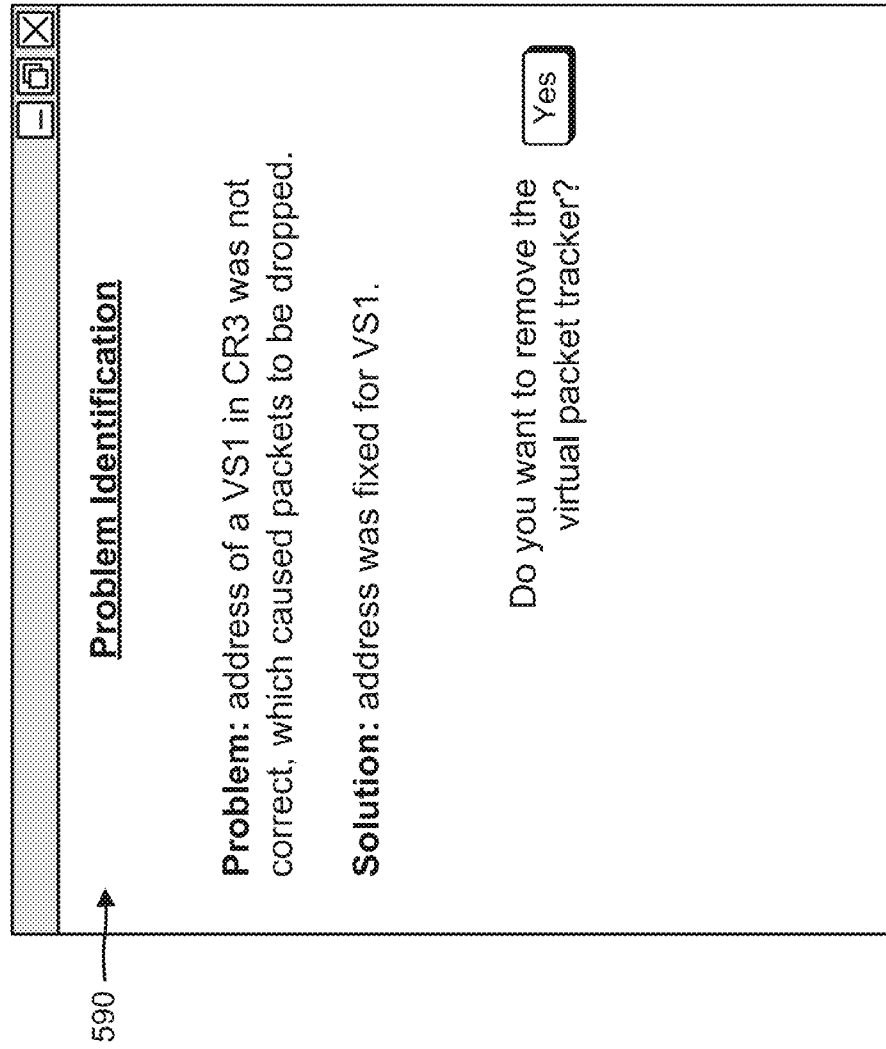 590
Problem Identification
Problem: address of a VS1 in CR3 was not
correct, which caused packets to be dropped.
Solution: address was fixed for VS1.
Do you want to remove the
virtual packet tracker?
Yes